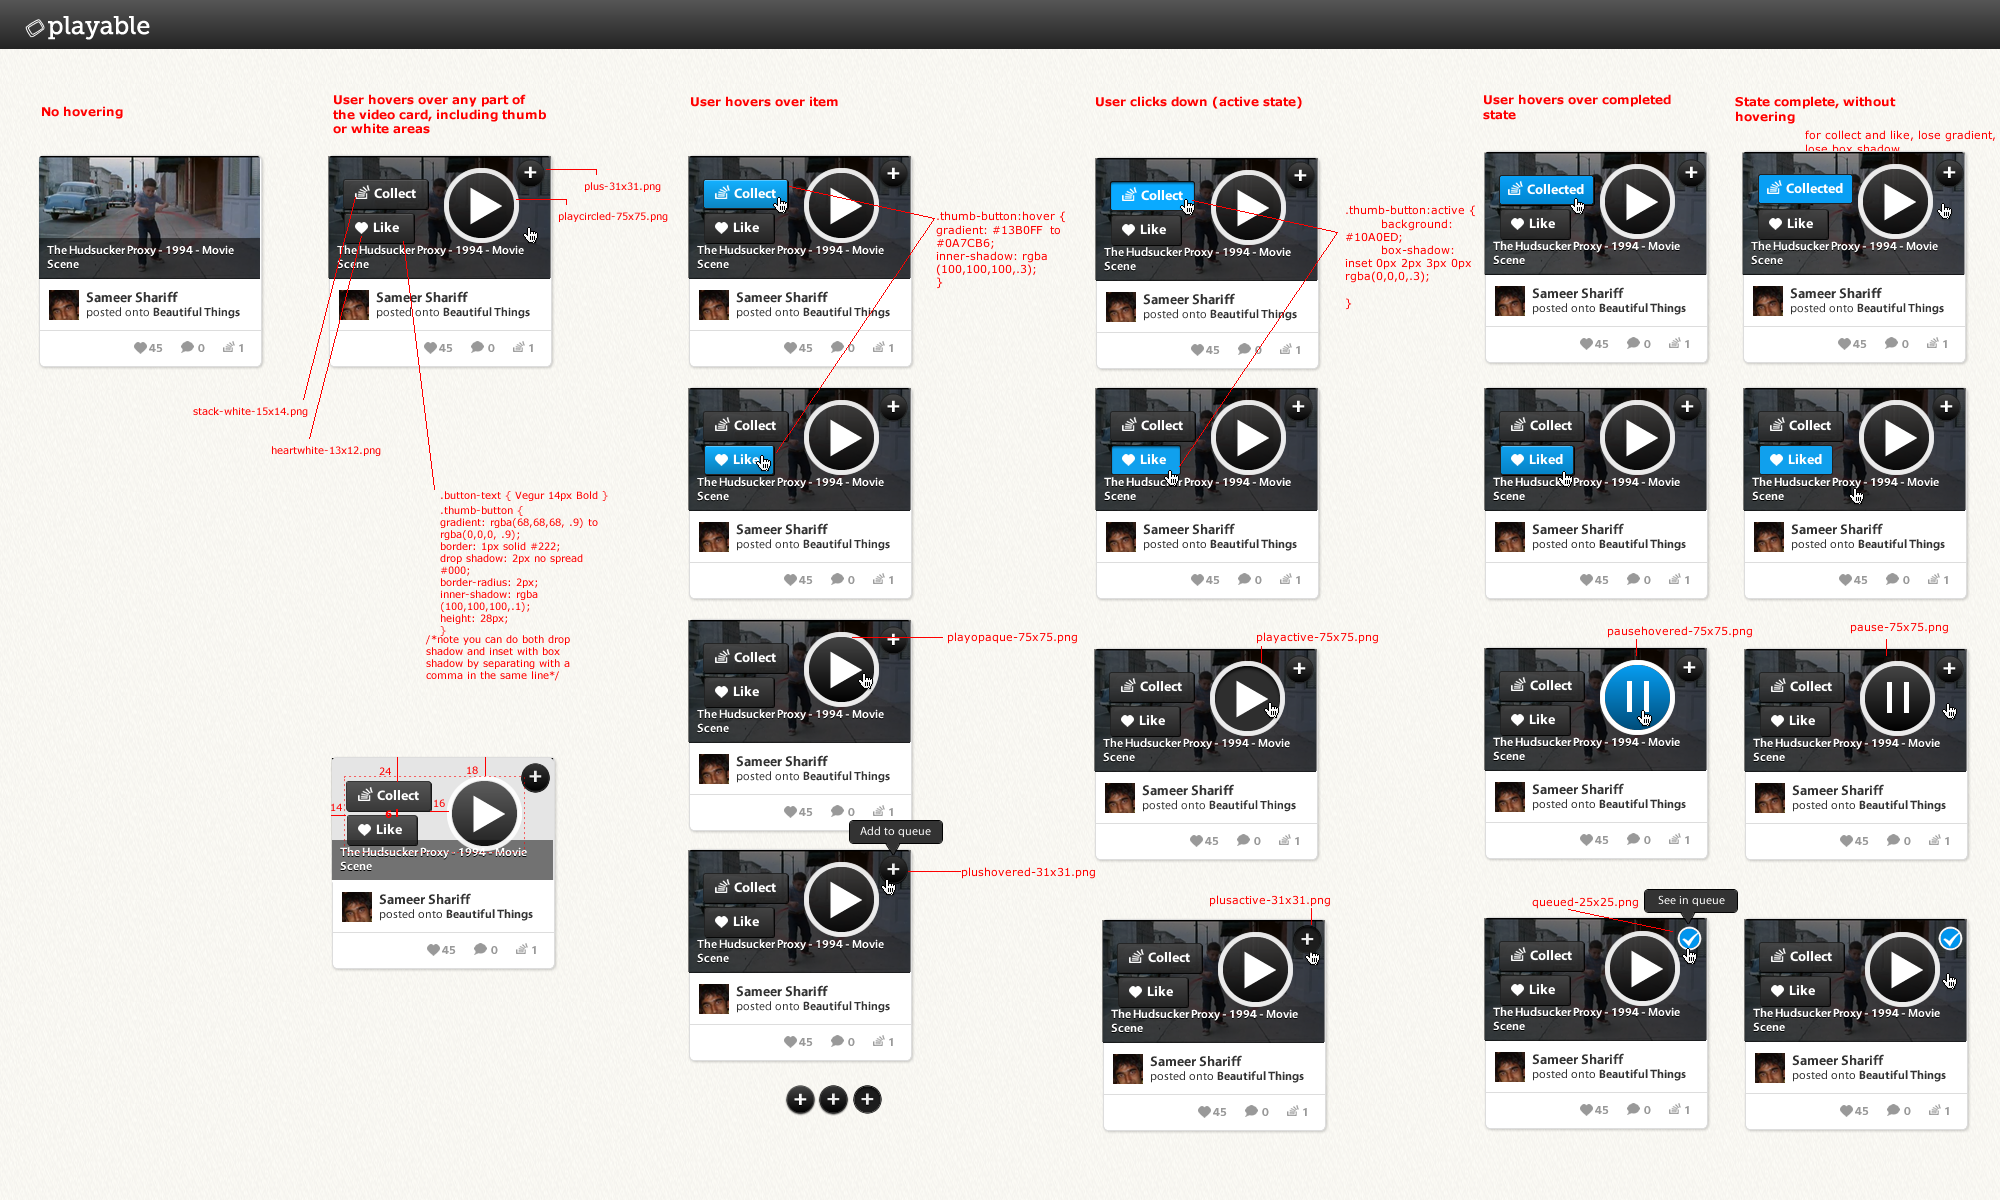 playable
No hovering
User hovers over any part of
the video card, including thumb
or white areas
User hovers over item
User clicks down (active state)
User hovers over completed
state
State complete, without
hovering
for collect and like, lose gradient,
lose box shadow
The Hudsucker Proxy - 1994 - Movie
Scene
Sameer Shariff
posted onto Beautiful Things
45 0 1
Collect
Like
The Hudsucker Proxy - 1994 - Movie
Scene
Sameer Shariff
posted onto Beautiful Things
45 0 1
plus-31x31.png
playcircled-75x75.png
stack-white-15x14.png
heartwhite-13x12.png
.button-text { Vegur 14px Bold }
.thumb-button {
gradient: rgba(68,68,68, .9) to
rgba(0,0,0, .9);
border: 1px solid #222;
drop shadow: 2px no spread
#000;
border-radius: 2px;
inner-shadow: rgba
(100,100,100,.1);
height: 28px;
}
/*note you can do both drop
shadow and inset with box
shadow by separating with a
comma in the same line*/
24
18
14
16
Collect
Like
The Hudsucker Proxy - 1994 - Movie
Scene
Sameer Shariff
posted onto Beautiful Things
45 0 1
Collect
Like
The Hudsucker Proxy - 1994 - Movie
Scene
Sameer Shariff
posted onto Beautiful Things
45 0 1
.thumb-button:hover {
gradient: #13B0FF to
#0A7CB6;
inner-shadow: rgba
(100,100,100,.3);
}
Collect
Like
The Hudsucker Proxy - 1994 - Movie
Scene
Sameer Shariff
posted onto Beautiful Things
45 0 1
Collect
Like
The Hudsucker Proxy - 1994 - Movie
Scene
Sameer Shariff
posted onto Beautiful Things
45 0 1
playopaque-75x75.png
Add to queue
Collect
Like
The Hudsucker Proxy - 1994 - Movie
Scene
Sameer Shariff
posted onto Beautiful Things
45 0 1
plushovered-31x31.png
Collect
Like
The Hudsucker Proxy - 1994 - Movie
Scene
Sameer Shariff
posted onto Beautiful Things
45 0 1
.thumb-button:active {
background:
#10A0ED;
box-shadow:
inset 0px 2px 3px 0px
rgba(0,0,0,.3);
}
Collect
Like
The Hudsucker Proxy - 1994 - Movie
Scene
Sameer Shariff
posted onto Beautiful Things
45 0 1
playactive-75x75.png
Collect
Like
The Hudsucker Proxy - 1994 - Movie
Scene
Sameer Shariff
posted onto Beautiful Things
45 0 1
plusactive-31x31.png
Collect
Like
The Hudsucker Proxy - 1994 - Movie
Scene
Sameer Shariff
posted onto Beautiful Things
45 0 1
Collected
Like
The Hudsucker Proxy - 1994 - Movie
Scene
Sameer Shariff
posted onto Beautiful Things
45 0 1
Collect
Liked
The Hudsucker Proxy - 1994 - Movie
Scene
Sameer Shariff
posted onto Beautiful Things
45 0 1
pausehovered-75x75.png
Collect
Like
The Hudsucker Proxy - 1994 - Movie
Scene
Sameer Shariff
posted onto Beautiful Things
45 0 1
queued-25x25.png
See in queue
Collect
Like
The Hudsucker Proxy - 1994 - Movie
Scene
Sameer Shariff
posted onto Beautiful Things
45 0 1
Collected
Like
The Hudsucker Proxy - 1994 - Movie
Scene
Sameer Shariff
posted onto Beautiful Things
45 0 1
Collect
Liked
The Hudsucker Proxy - 1994 - Movie
Scene
Sameer Shariff
posted onto Beautiful Things
45 0 1
pause-75x75.png
Collect
Like
The Hudsucker Proxy - 1994 - Movie
Scene
Sameer Shariff
posted onto Beautiful Things
45 0 1
Collect
Like
The Hudsucker Proxy - 1994 - Movie
Scene
Sameer Shariff
posted onto Beautiful Things
45 0 1